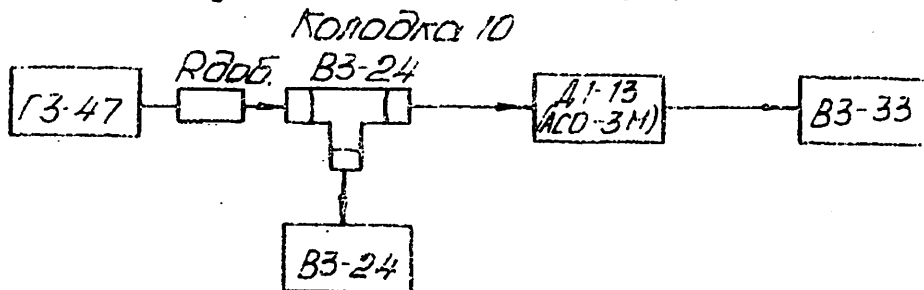 Колодка 10
Rдоб.
В3-24
Г3-47
Д1-13
(АСО-3М)
В3-33
В3-24